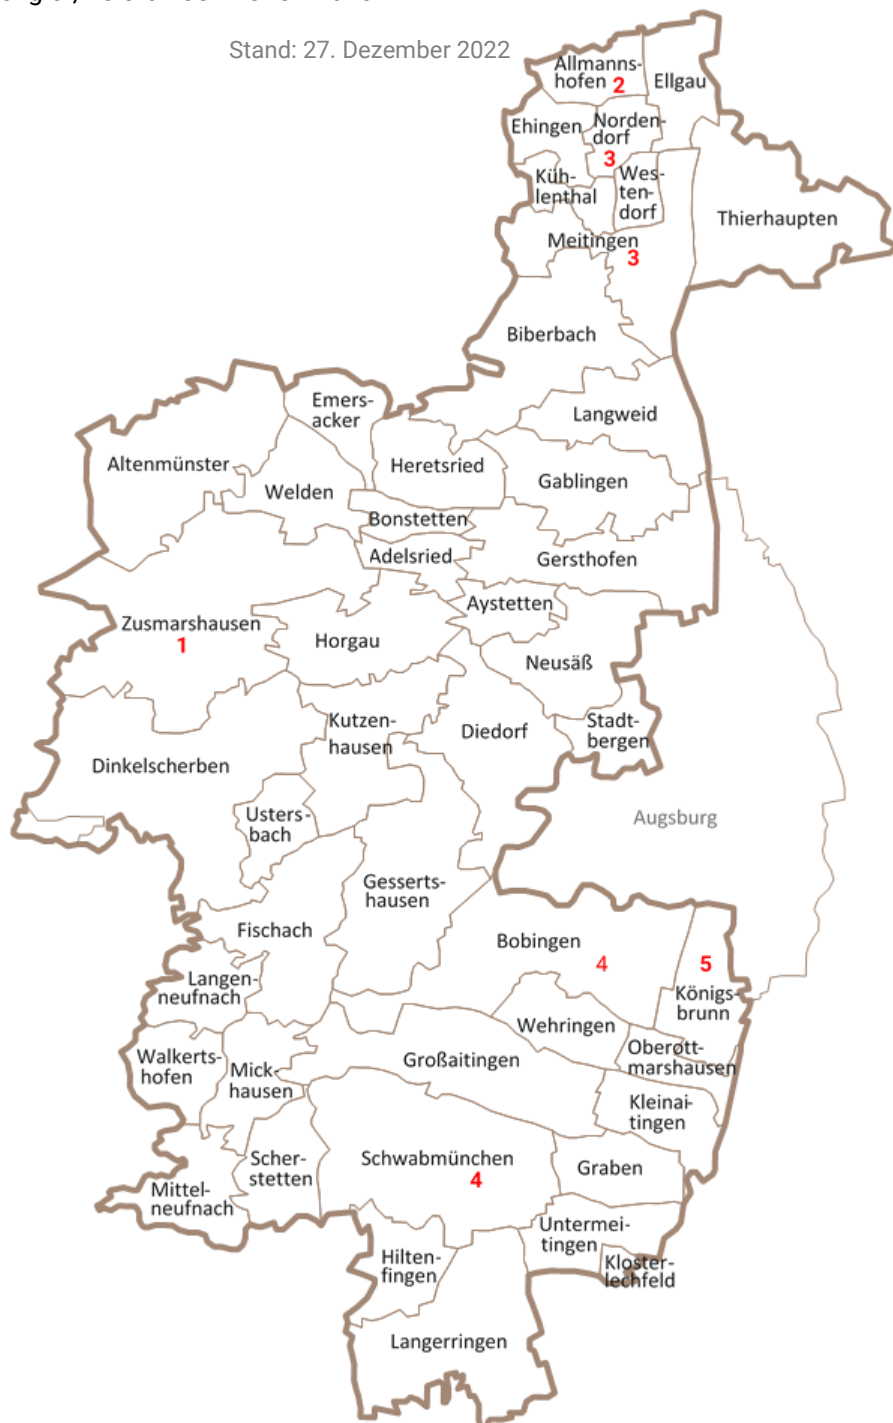 Stand: 27. Dezember 2022
Allmanns-
hofen 2
Ellgau
Ehingen
Norden-
dorf
3
Küh-
lenthal
Wes-
ten-
dorf
Thierhaupten
Meitingen
3
Biberbach
Emers-
acker
Langweid
Altenmünster
Heretsried
Gablingen
Welden
Bonstetten
Adelsried
Gersthofen
Aystetten
Zusmarshausen
1
Horgau
Neusäß
Kutzen-
hausen
Diedorf
Stadt-
bergen
Dinkelscherben
Usters-
bach
Augsburg
Gesserts-
hausen
Fischach
Bobingen
4
5
Königs-
brunn
Langen-
neufnach
Wehringen
Oberott-
marshausen
Walkerts-
hofen
Mick-
hausen
Großaitingen
Kleinai-
tingen
Scher-
stetten
Schwabmünchen
4
Graben
Mittel-
neufnach
Untermei-
tingen
Hilten-
fingen
Kloster-
lechfeld
Langerringen